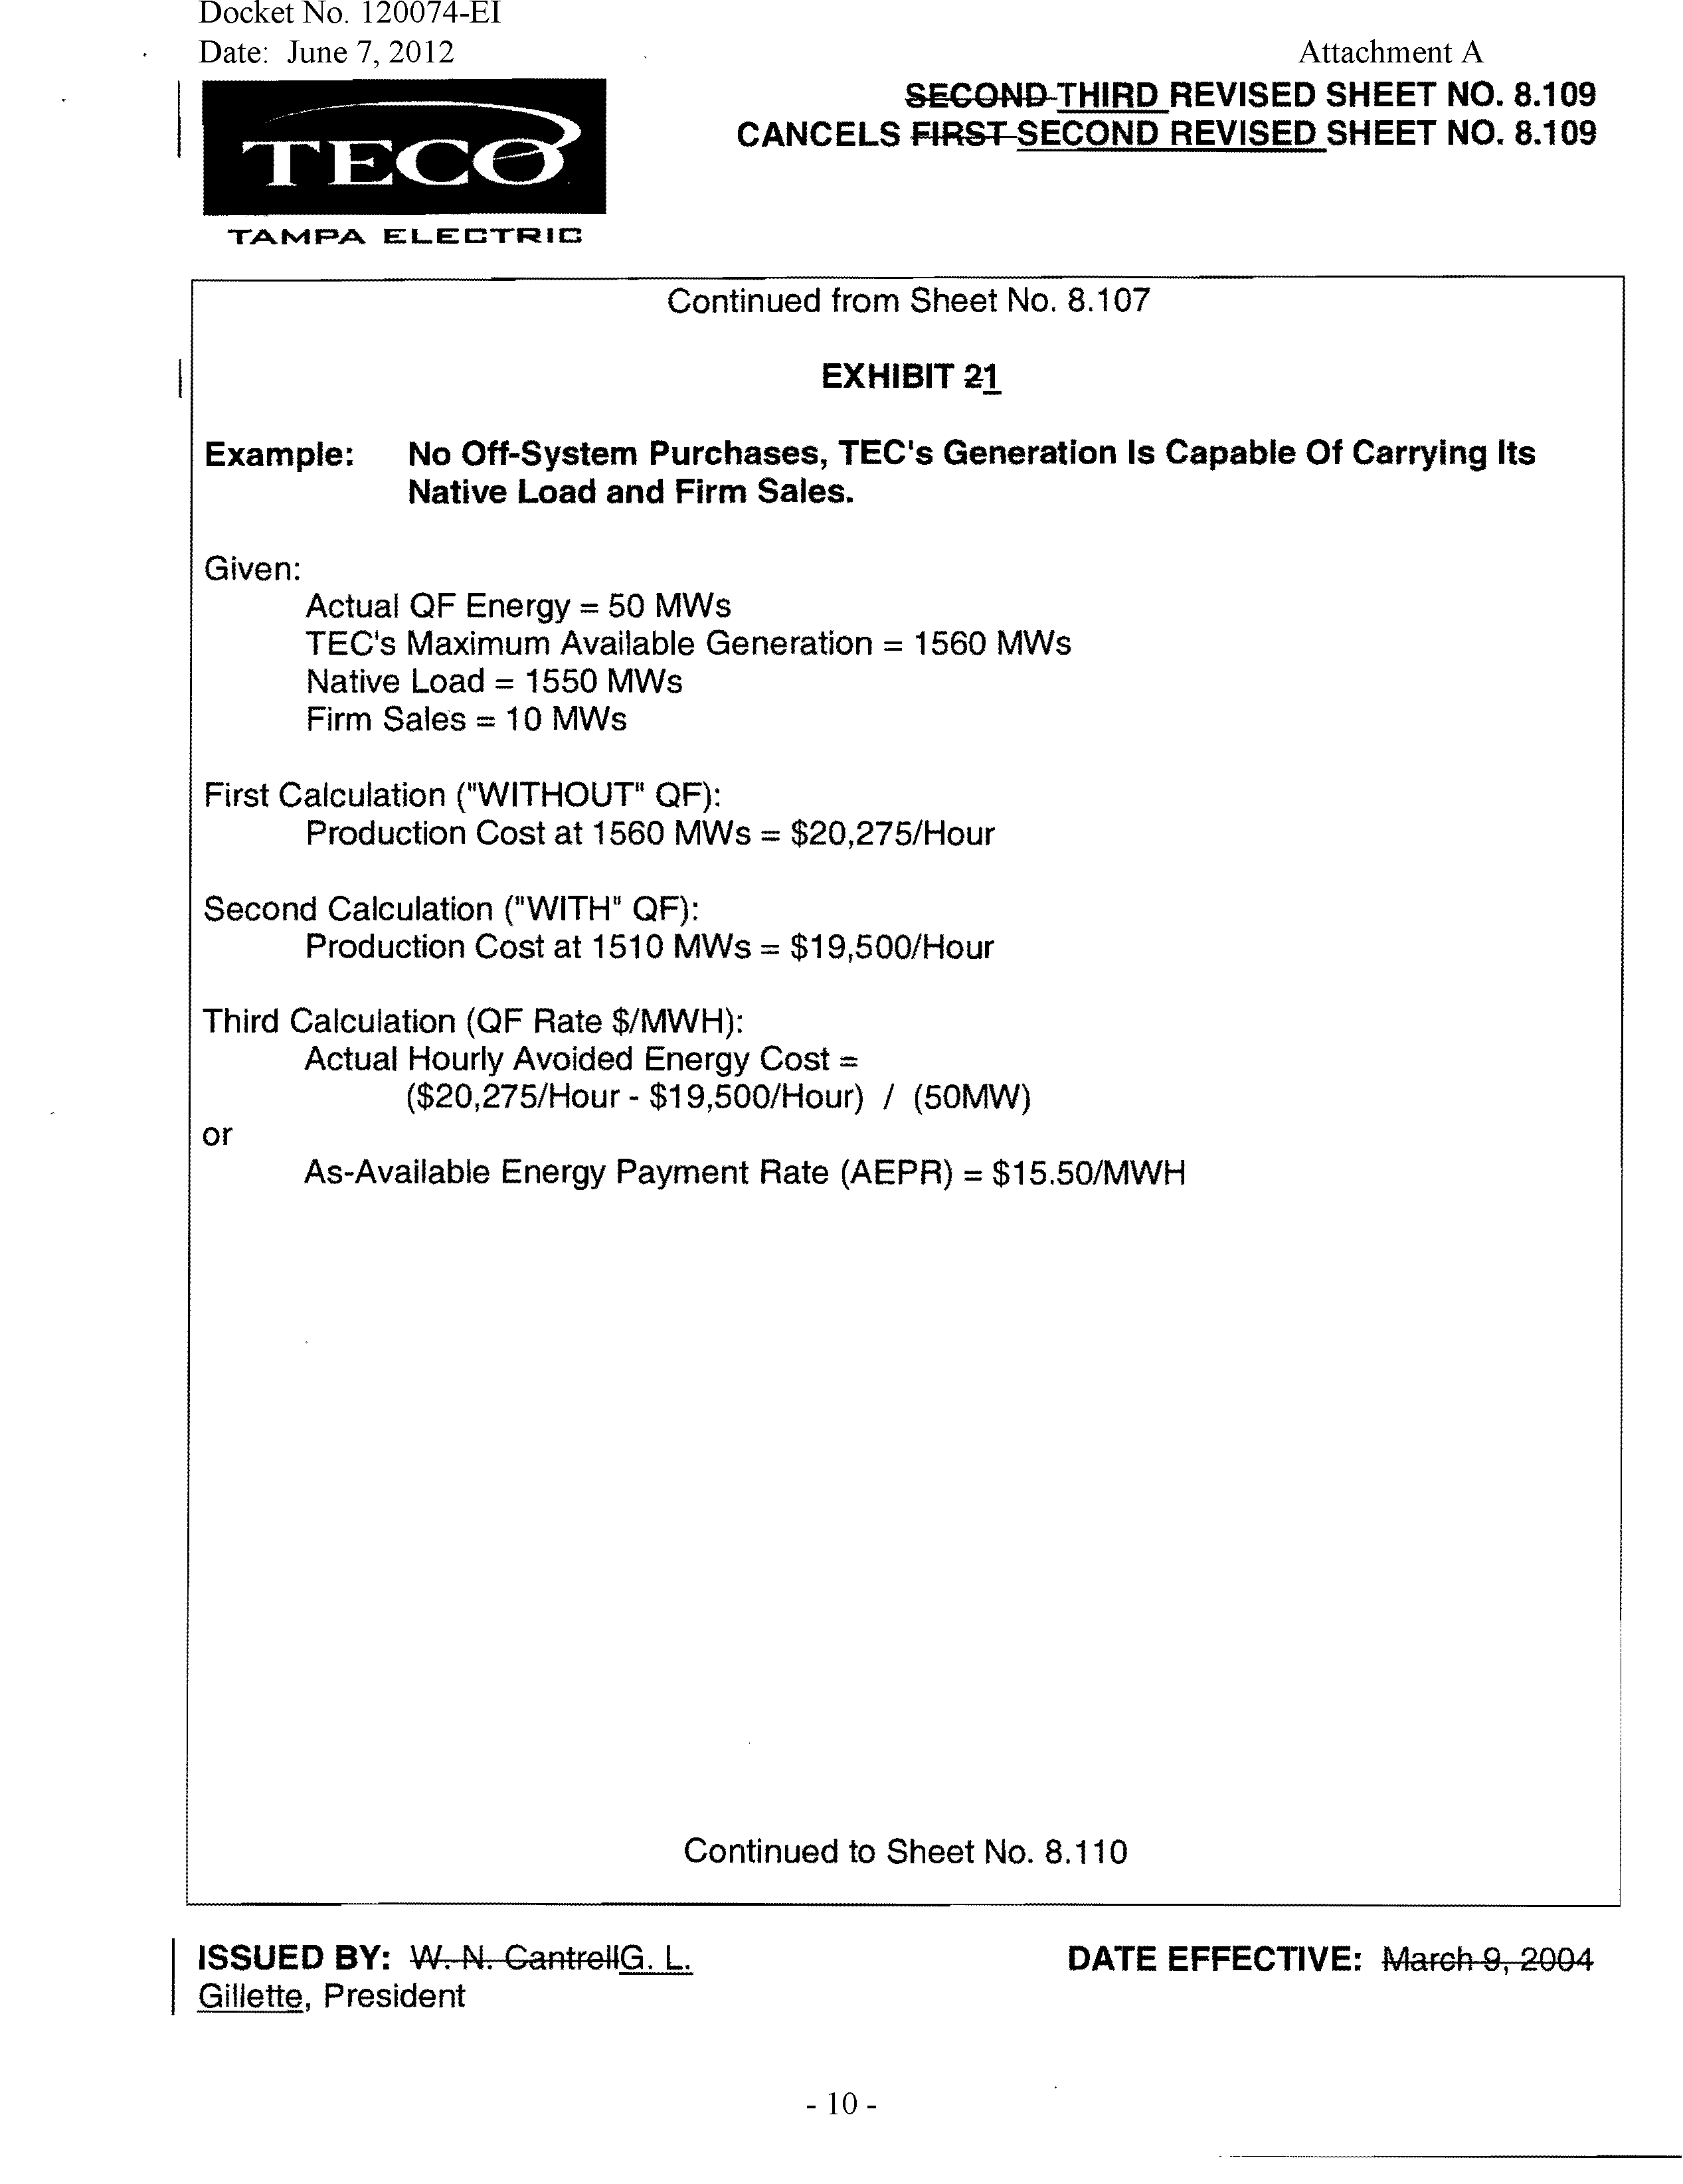 Docket No. 120074-EI
Date: June 7, 2012
Attachment A
SECOND THIRD REVISED SHEET NO. 8.109
CANCELS FIRST SECOND REVISED SHEET NO. 8.109
TECO
TAMPA ELECTRIC
Continued from Sheet No. 8.107
EXHIBIT 21
Example: No Off-System Purchases, TEC's Generation Is Capable Of Carrying Its
Native Load and Firm Sales.
Given:
Actual QF Energy = 50 MWs
TEC's Maximum Available Generation = 1560 MWs
Native Load = 1550 MWs
Firm Sales = 10 MWs
First Calculation ("WITHOUT" QF):
Production Cost at 1560 MWs = $20,275/Hour
Second Calculation ("WITH" QF):
Production Cost at 1510 MWs = $19,500/Hour
Third Calculation (QF Rate $/MWH):
Actual Hourly Avoided Energy Cost =
($20,275/Hour - $19,500/Hour) / (50MW)
or
As-Available Energy Payment Rate (AEPR) = $15.50/MWH
Continued to Sheet No. 8.110
ISSUED BY: W. N. CantrellG. L.
Gillette, President
DATE EFFECTIVE: March 9, 2004
- 10 -